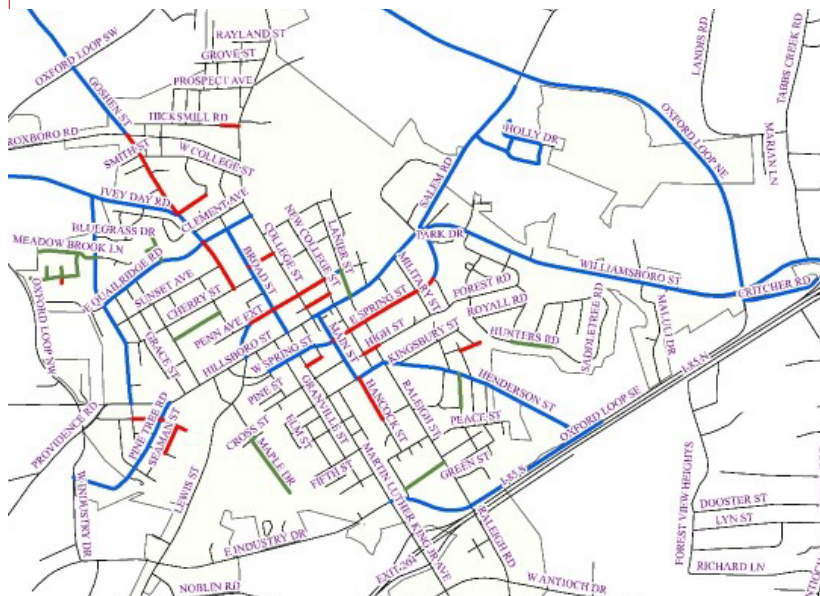 RAYLAND ST
OXFORD LOOP SW
GROVE ST
LANDIS RD
TABBS CREEK RD
PROSPECT AVE
GOSHEN ST
HICKSMILL RD
OXFORD LOOP NE
ROXBORO RD
HOLLY DR
SMITH ST
W COLLEGE ST
MARIAN LN
SALEM RD
IVEY DAY RD
CLEMENT AVE
NEW COLLEGE ST
LANIER ST
BLUEGRASS DR
COLLEGE ST
PARK DR
MEADOW BROOK LN
E QUAILRIDGE RD
BROAD ST
MILITARY ST
WILLIAMSBORO ST
SUNSET AVE
FOREST RD
CRITCHER RD
CHERRY ST
E SPRING ST
ROYALL RD
OXFORD LOOP SW
PENN AVE EXT
MAIN ST
HIGH ST
KINGSBURY ST
HUNTERS RD
SADDLETREE RD
GRACE ST
HILLSBORO ST
W SPRING ST
I-85 N
PINE ST
GRANVILLE ST
HANCOCK ST
RALEIGH ST
HENDERSON ST
PROVIDENCE RD
PINE TREE RD
SEAMAN ST
ELM ST
PEACE ST
OXFORD LOOP SE
CROSS ST
MAPLE DR
FIFTH ST
MARTIN LUTHER KING JR AVE
GREEN ST
I-85 N
W INDUSTRY DR
LEWIS ST
FOREST VIEW HEIGHTS
DOOSTER ST
LYN ST
RALEIGH RD
E INDUSTRY DR
EXIT 204
RICHARD LN
NOBLIN RD
W ANTIOCH DR